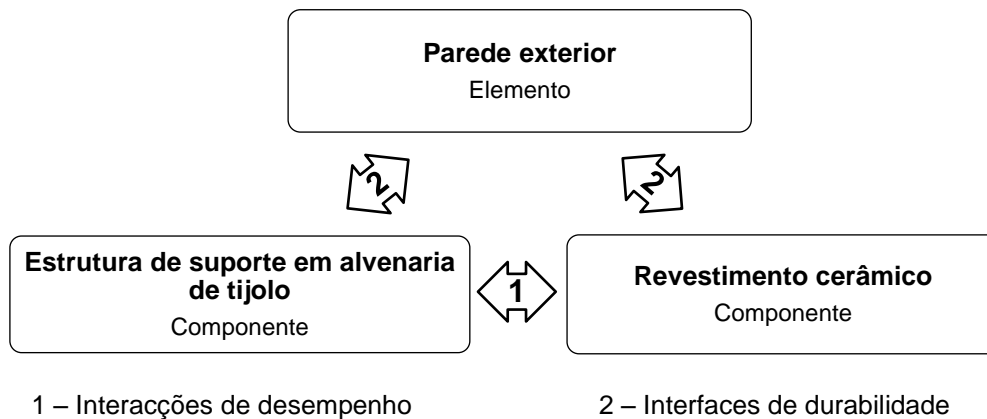 Parede exterior
Elemento
2
2
Estrutura de suporte em alvenaria
de tijolo
Componente
1
Revestimento cerâmico
Componente
1 – Interacções de desempenho
2 – Interfaces de durabilidade